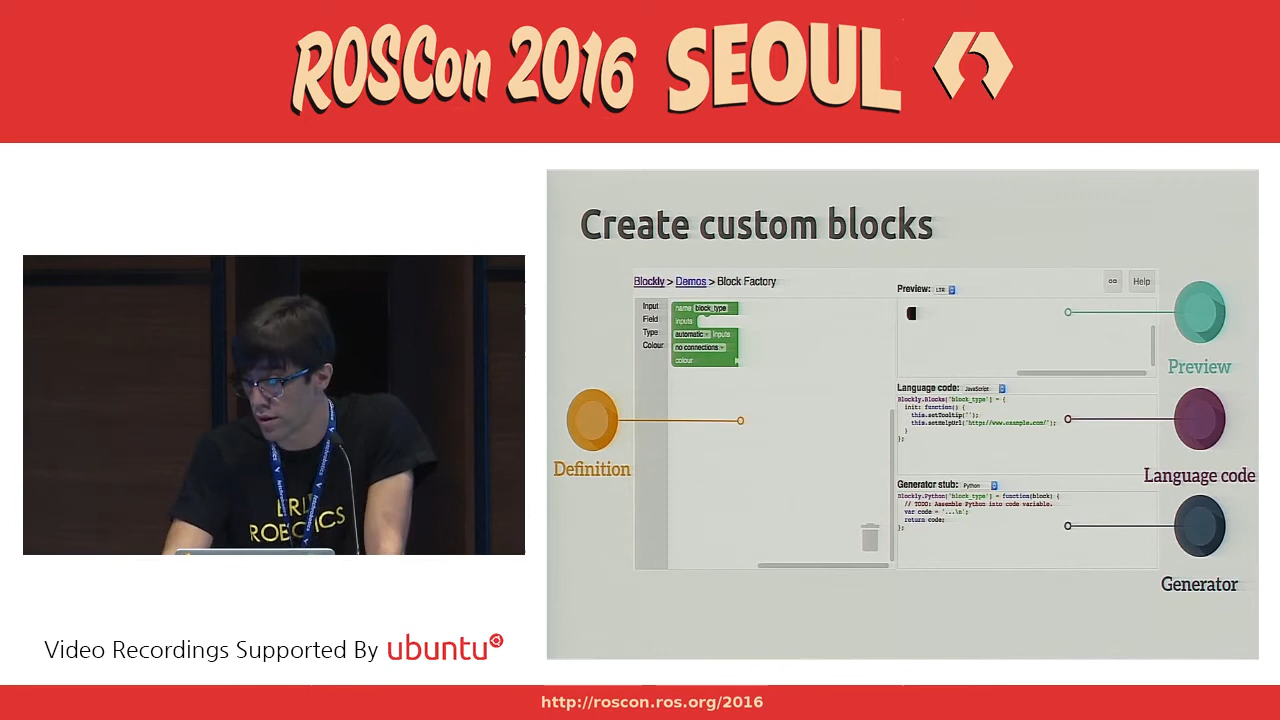 ROSCon 2016 SEOUL
Create custom blocks
Blockly > Demos > Block Factory
Help
Preview: LTR
Input
Field
Type
Colour
name block_type
inputs
automatic inputs
no connections
colour
Preview
Language code: JavaScript
Blockly.Blocks['block_type'] = {
init: function() {
this.setTooltip('');
this.setHelpUrl('http://www.example.com/');
}
};
Definition
Language code
Generator stub: Python
Blockly.Python['block_type'] = function(block) {
// TODO: Assemble Python into code variable.
var code = '...\n';
return code;
};
Generator
ROBOTICS
Video Recordings Supported By ubuntu
http://roscon.ros.org/2016